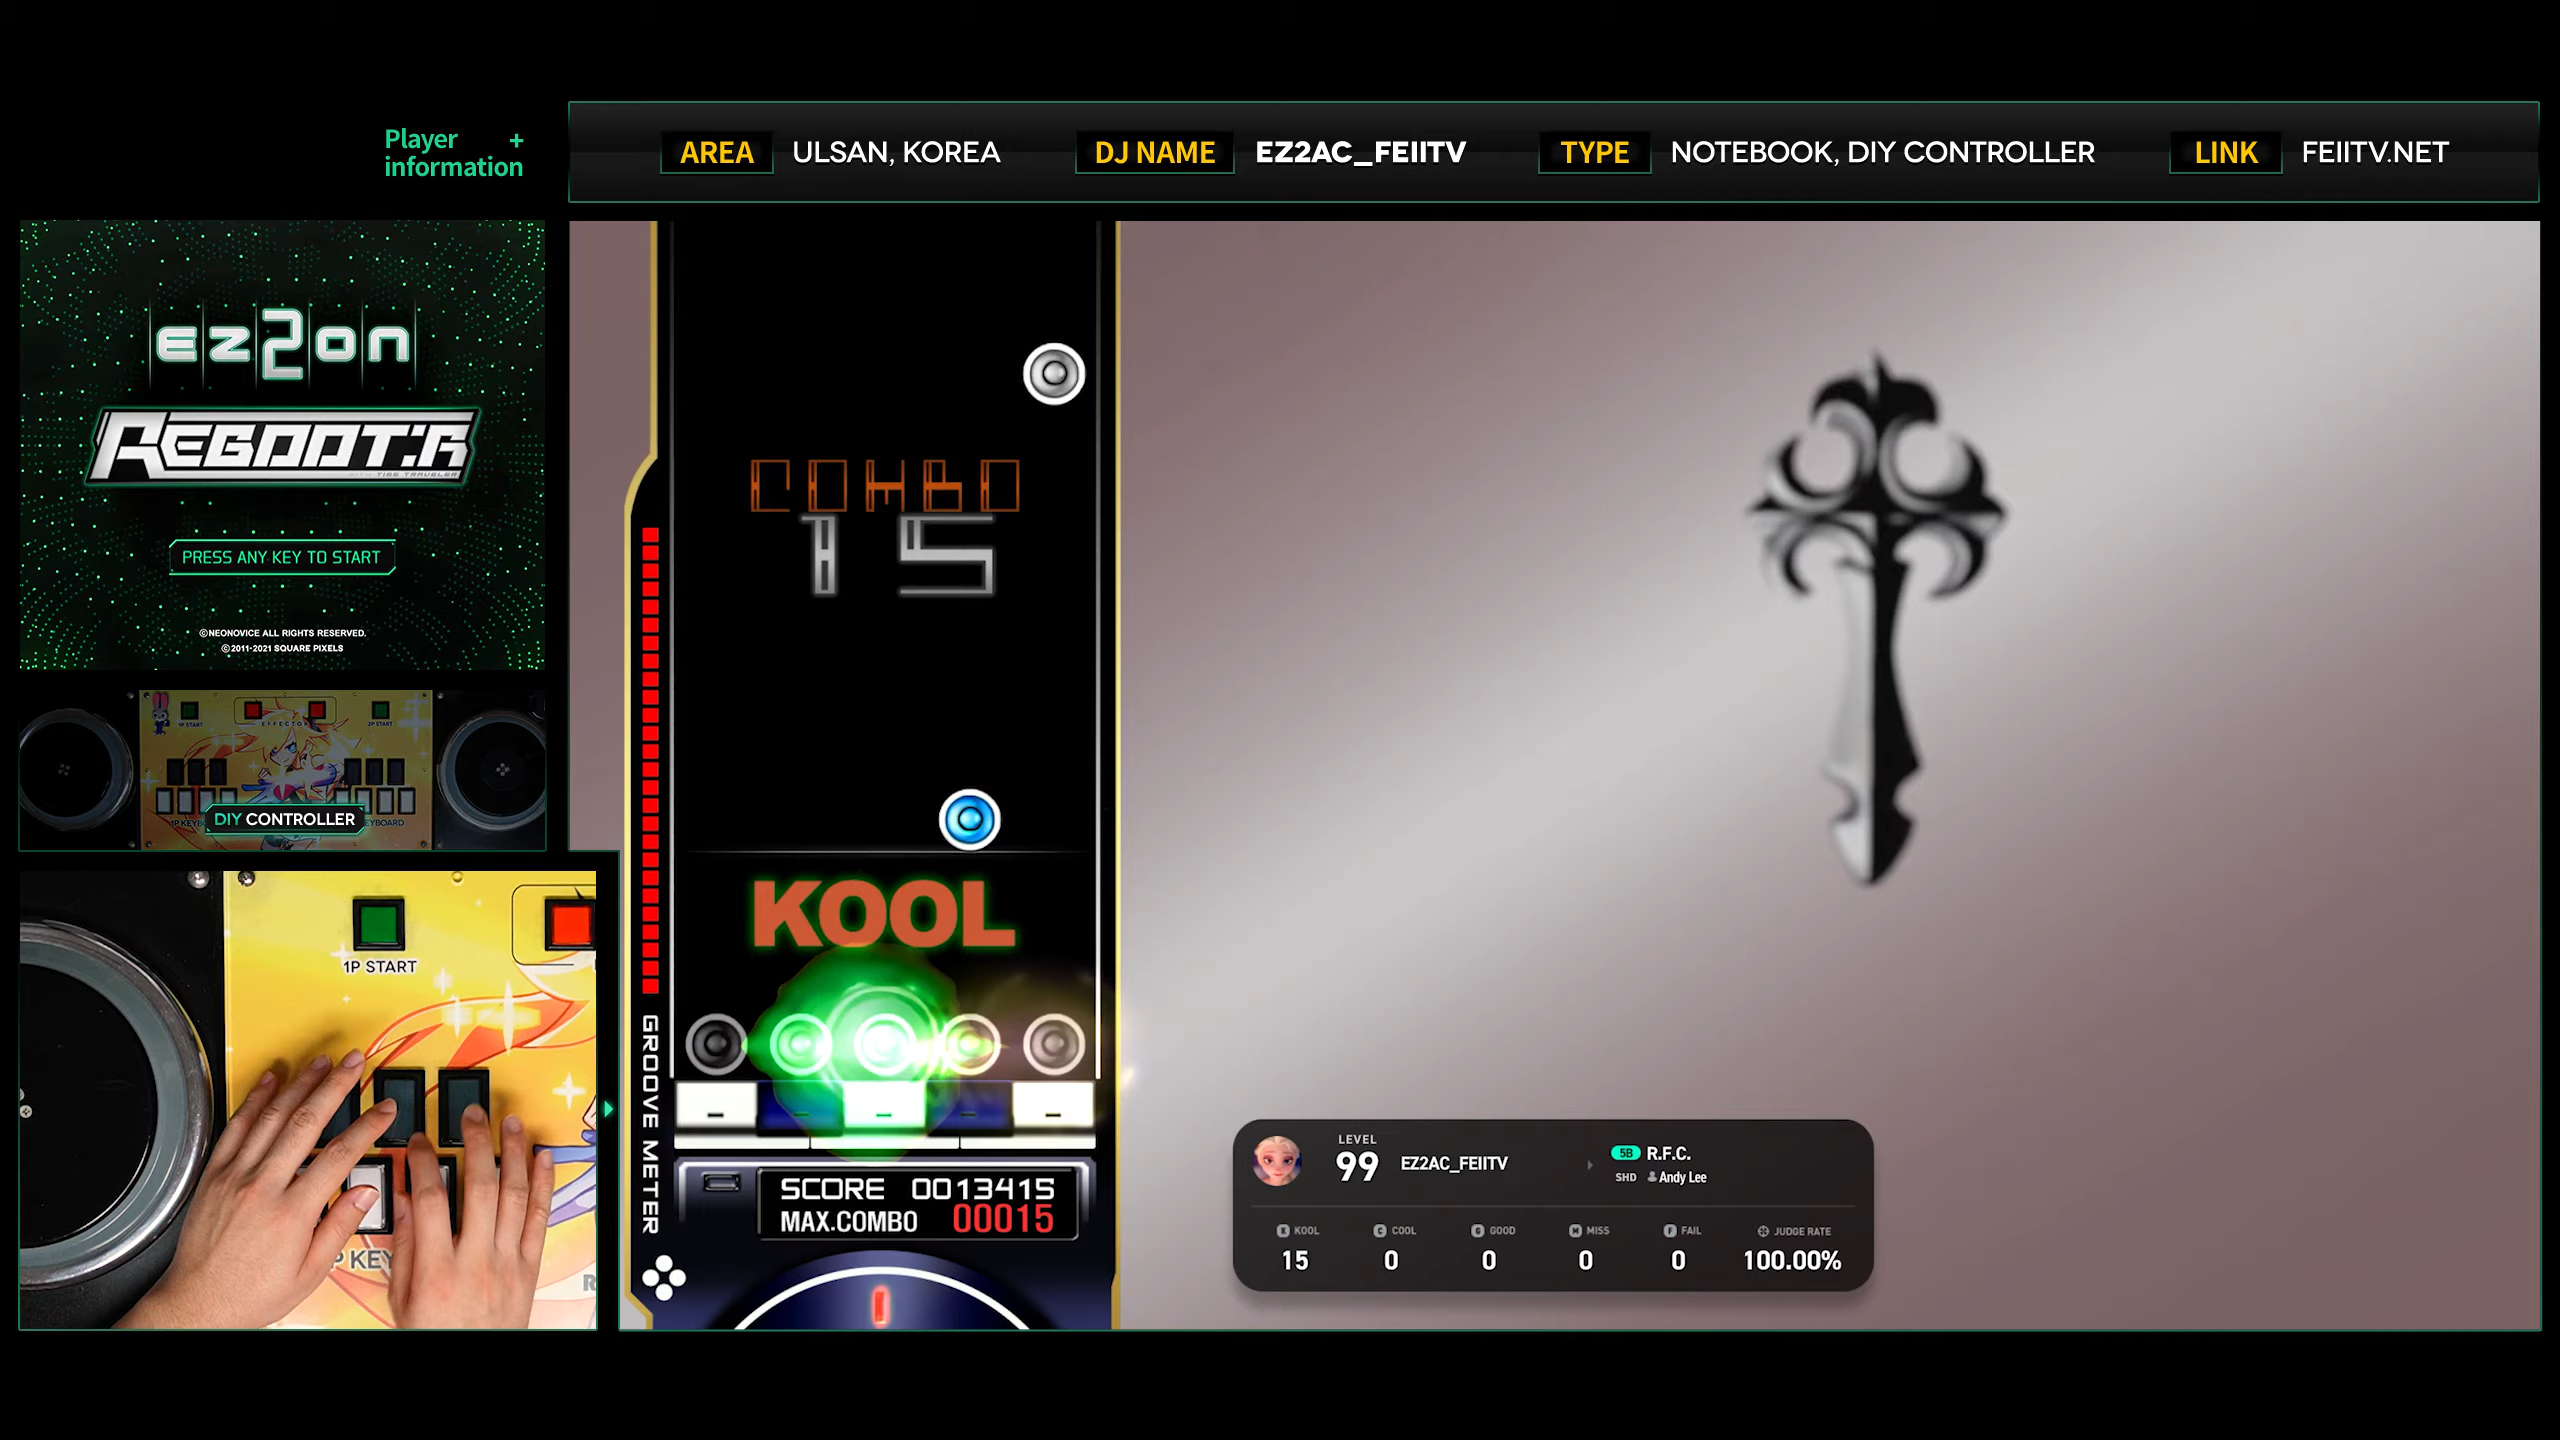 Player +
information
AREA ULSAN, KOREA DJ NAME EZ2AC_FEIITV TYPE NOTEBOOK, DIY CONTROLLER LINK FEIITV.NET
ez2on
REBOOT:R
TIME TRAVELER
PRESS ANY KEY TO START
©NEONOVICE ALL RIGHTS RESERVED.
©2011-2021 SQUARE PIXELS
1P START
EFFECTOR
2P START
DIY CONTROLLER
1P START
COMBO
15
KOOL
GROOVE METER
SCORE 0013415
MAX.COMBO 00015
LEVEL
99 EZ2AC_FEIITV
5B R.F.C.
SHD Andy Lee
K KOOL C COOL G GOOD M MISS F FAIL JUDGE RATE
15 0 0 0 0 100.00%